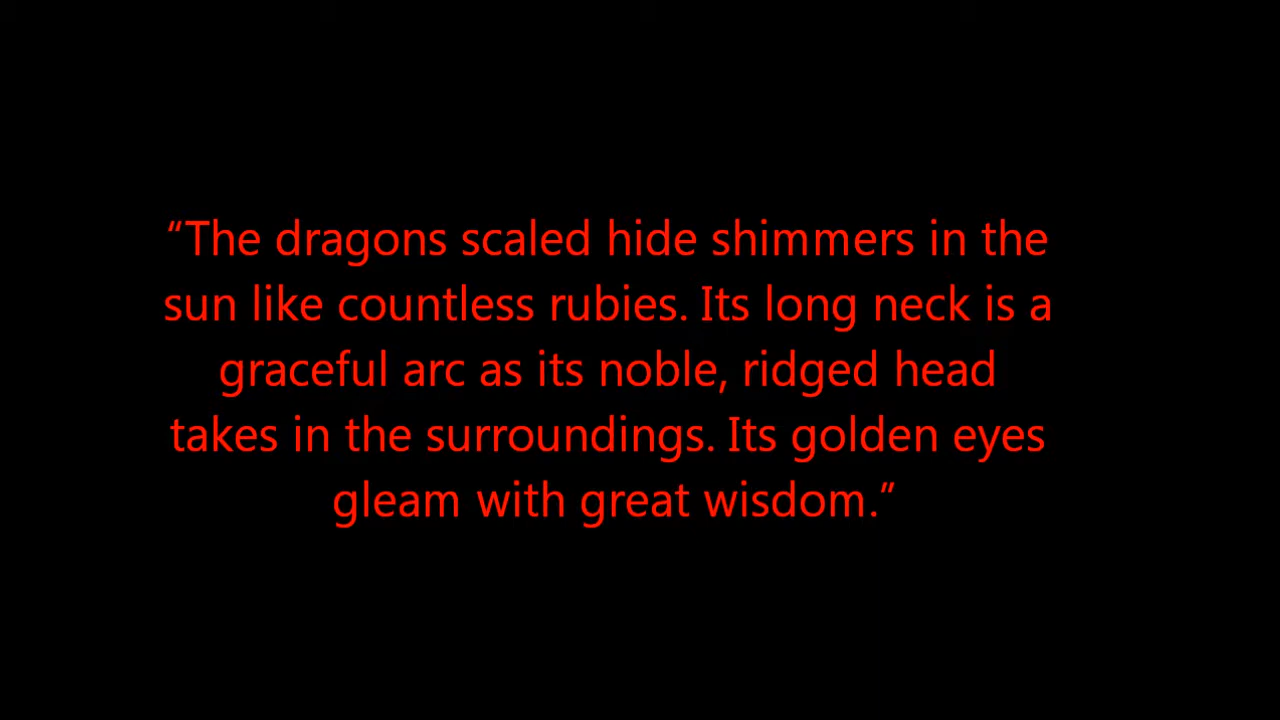 “The dragons scaled hide shimmers in the
sun like countless rubies. Its long neck is a
graceful arc as its noble, ridged head
takes in the surroundings. Its golden eyes
gleam with great wisdom.”